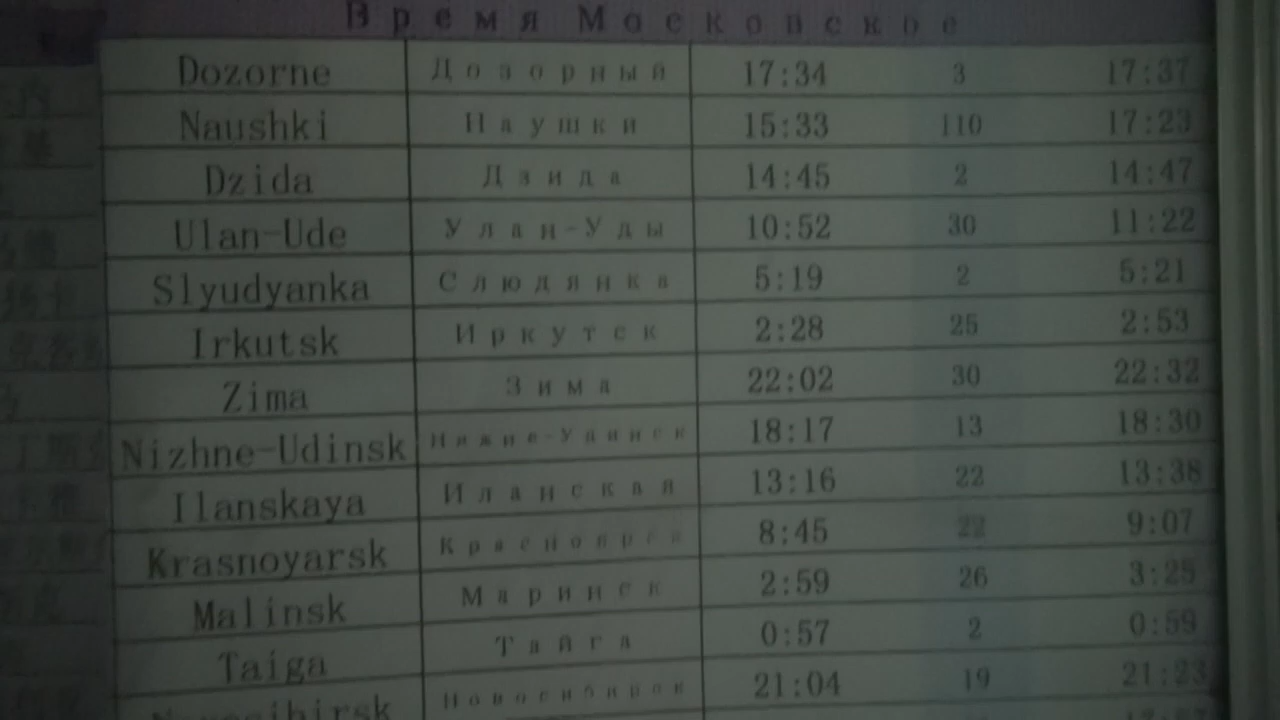 Время Московское
Dozorne Дозорный 17:34 3 17:37
Naushki Наушки 15:33 110 17:23
Dzida Дзида 14:45 2 14:47
Ulan-Ude Улан-Уды 10:52 30 11:22
Slyudyanka Слюдянка 5:19 2 5:21
Irkutsk Иркутск 2:28 25 2:53
Zima Зима 22:02 30 22:32
Nizhne-Udinsk Нижне-Удинск 18:17 13 18:30
Ilanskaya Иланская 13:16 22 13:38
Krasnoyarsk Красноярск 8:45 22 9:07
Malinsk Маринск 2:59 26 3:25
Taiga Тайга 0:57 2 0:59
Novosibirsk Новосибирск 21:04 19 21:23